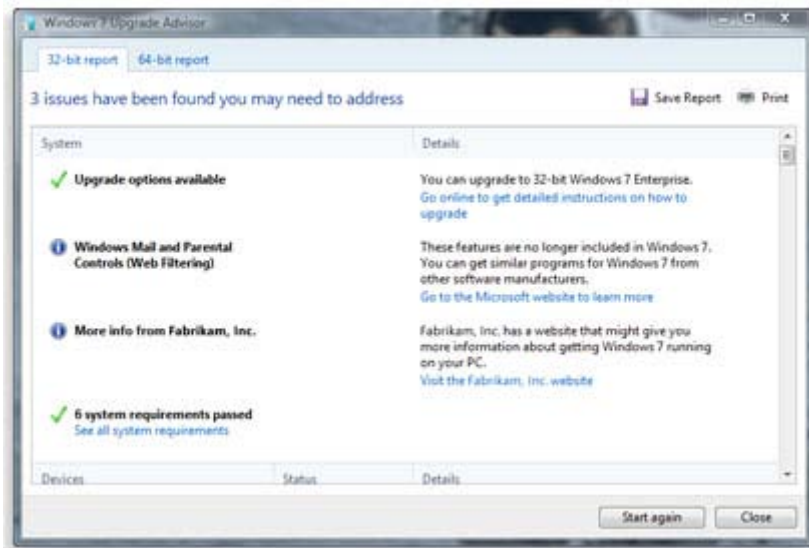 Windows 7 Upgrade Advisor
32-bit report 64-bit report
3 issues have been found you may need to address
Save Report Print
System Details
Upgrade options available
You can upgrade to 32-bit Windows 7 Enterprise.
Go online to get detailed instructions on how to
upgrade
Windows Mail and Parental
Controls (Web Filtering)
These features are no longer included in Windows 7.
You can get similar programs for Windows 7 from
other software manufacturers.
Go to the Microsoft website to learn more
More info from Fabrikam, Inc.
Fabrikam, Inc. has a website that might give you
more information about getting Windows 7 running
on your PC.
Visit the Fabrikam, Inc. website
6 system requirements passed
See all system requirements
Devices Status Details
Start again Close